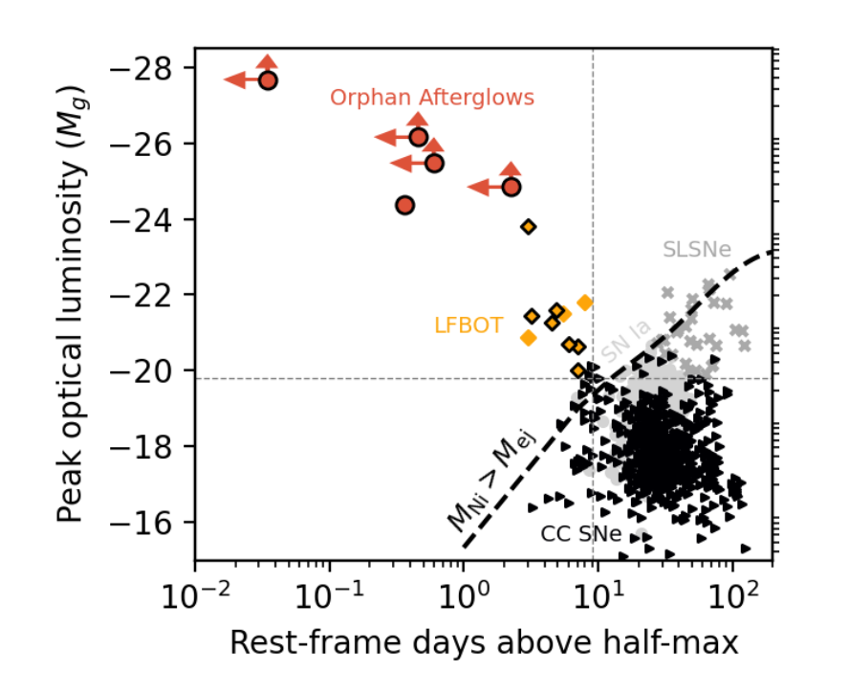 Peak optical luminosity (M_g)
−28
−26
−24
−22
−20
−18
−16
Orphan Afterglows
SLSNe
LFBOT
SN Ia
M_Ni > M_ej
CC SNe
10^−2
10^−1
10^0
10^1
10^2
Rest-frame days above half-max